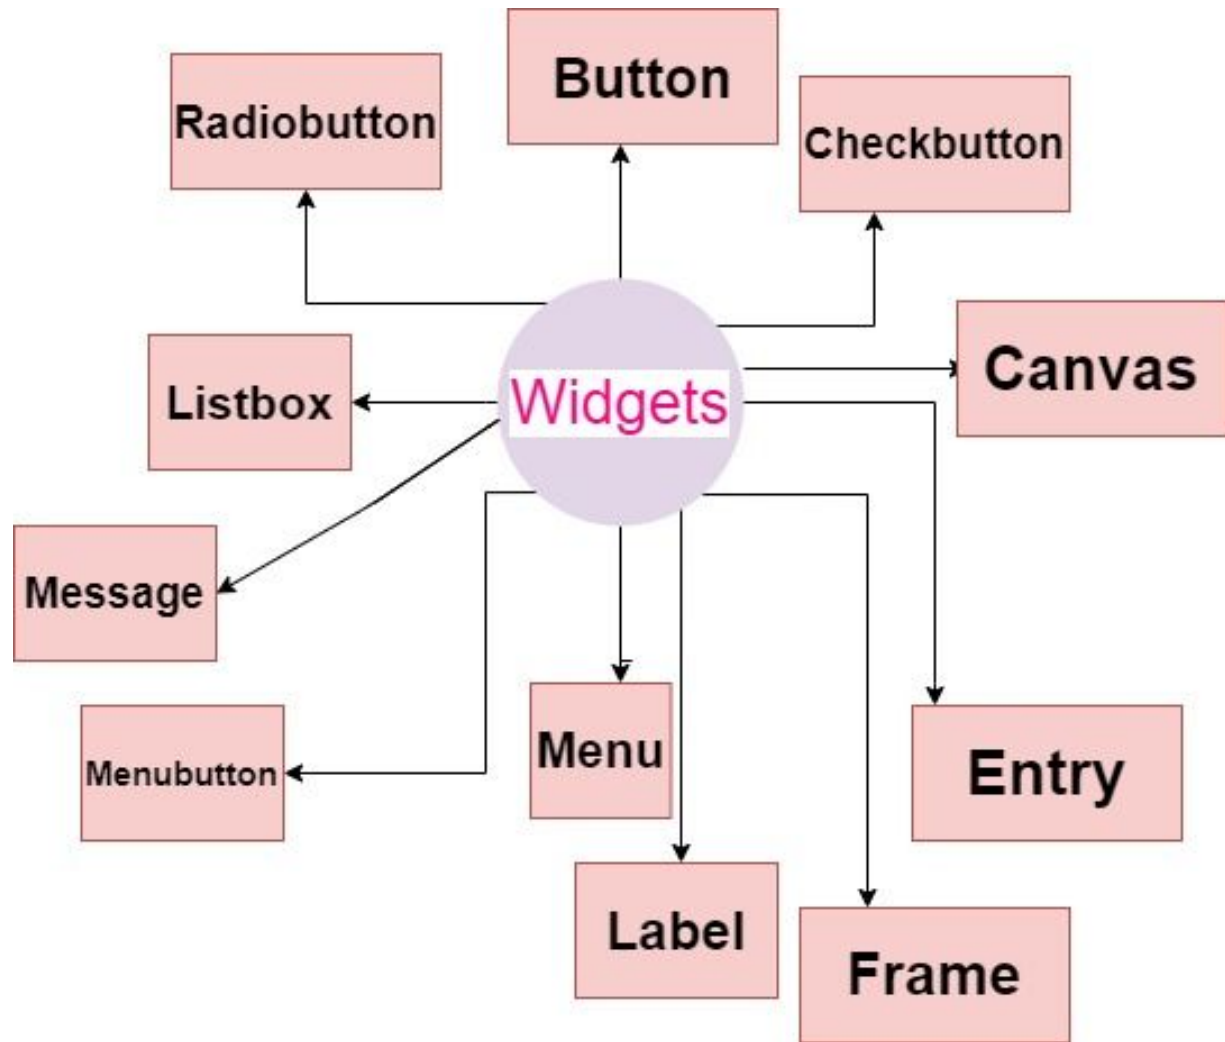 Button
Radiobutton
Checkbutton
Canvas
Widgets
Listbox
Message
Menu
Menubutton
Entry
Label
Frame